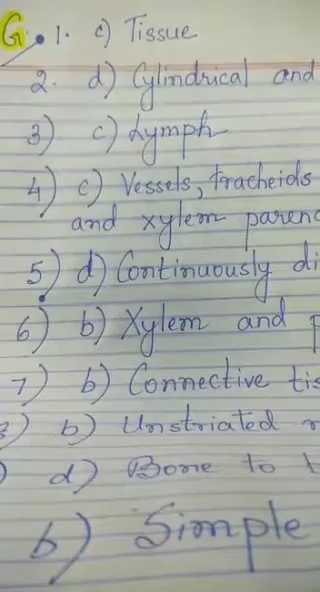 G. 1. c) Tissue
2. d) Cylindrical and
3) c) Lymph
4) c) Vessels, tracheids
and xylem
5) d) Continuously
6) b) Xylem and
7) b) Connective
b) Unstriated
d) Bone to
b) Simple